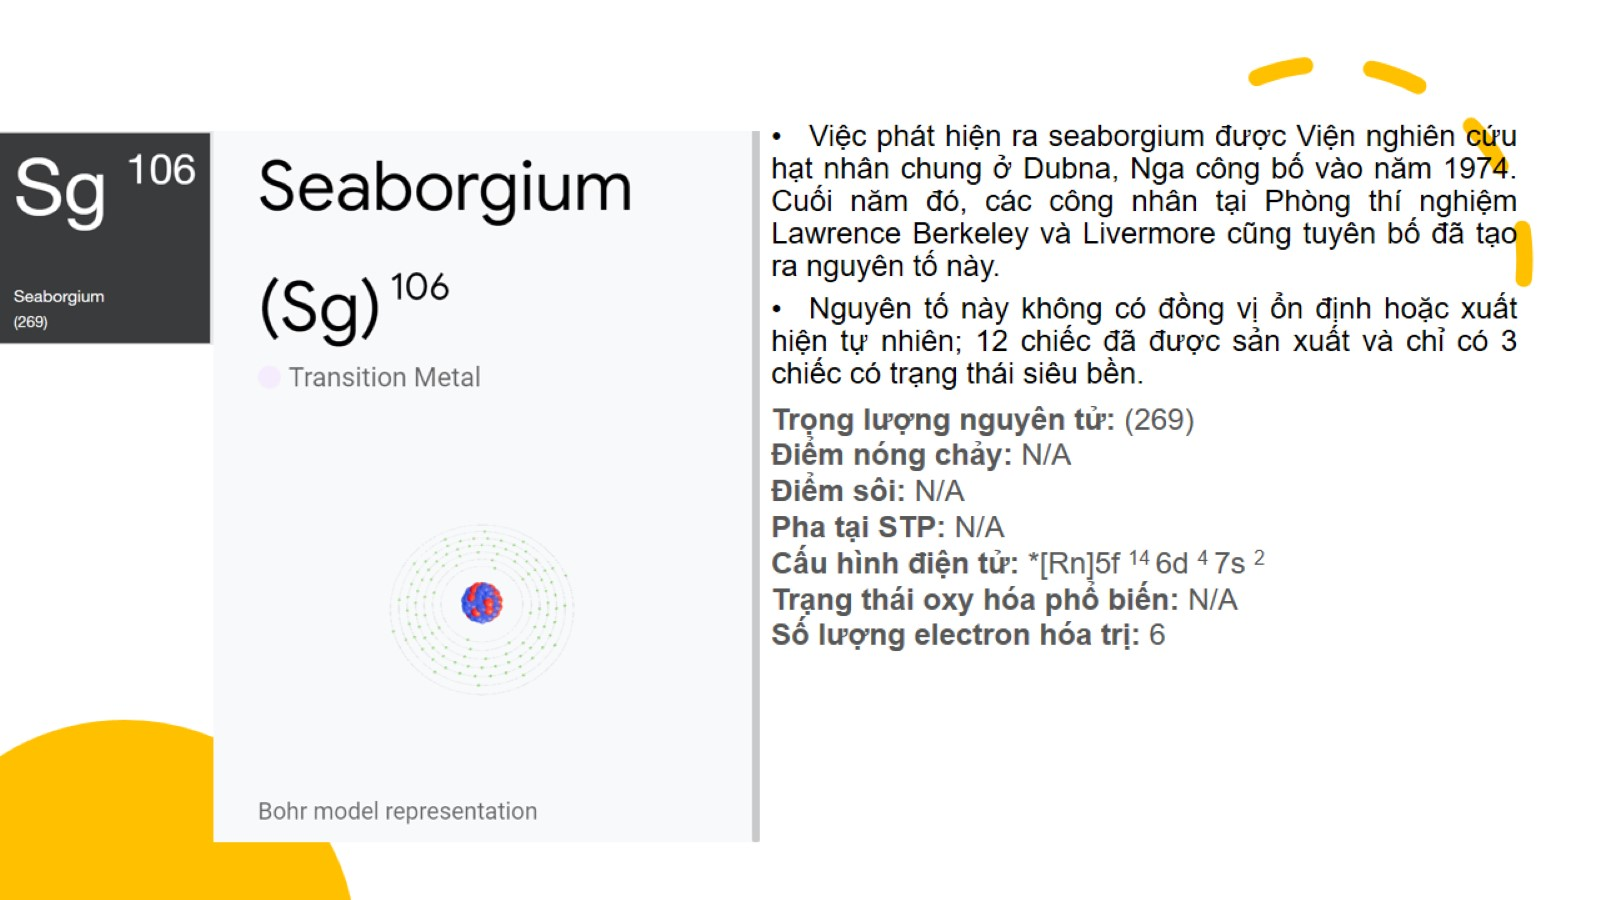 Sg 106
Seaborgium
(269)
Seaborgium
(Sg) 106
Transition Metal
Bohr model representation
• Việc phát hiện ra seaborgium được Viện nghiên cứu
hạt nhân chung ở Dubna, Nga công bố vào năm 1974.
Cuối năm đó, các công nhân tại Phòng thí nghiệm
Lawrence Berkeley và Livermore cũng tuyên bố đã tạo
ra nguyên tố này.
• Nguyên tố này không có đồng vị ổn định hoặc xuất
hiện tự nhiên; 12 chiếc đã được sản xuất và chỉ có 3
chiếc có trạng thái siêu bền.
Trọng lượng nguyên tử: (269)
Điểm nóng chảy: N/A
Điểm sôi: N/A
Pha tại STP: N/A
Cấu hình điện tử: *[Rn]5f 14 6d 4 7s 2
Trạng thái oxy hóa phổ biến: N/A
Số lượng electron hóa trị: 6